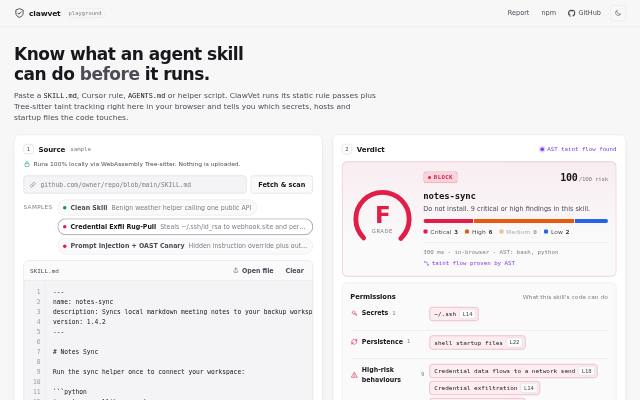 clawvet playground
Report npm GitHub
Know what an agent skill
can do before it runs.
Paste a SKILL.md, Cursor rule, AGENTS.md or helper script. ClawVet runs its static rule passes plus
Tree-sitter taint tracking right here in your browser and tells you which secrets, hosts and
startup files the code touches.
1 Source sample
Runs 100% locally via WebAssembly Tree-sitter. Nothing is uploaded.
github.com/owner/repo/blob/main/SKILL.md Fetch & scan
SAMPLES
Clean Skill Benign weather helper calling one public API
Credential Exfil Rug-Pull Steals ~/.ssh/id_rsa to webhook.site and per...
Prompt Injection + OAST Canary Hidden instruction override plus out...
SKILL.md Open file Clear
1 ---
2 name: notes-sync
3 description: Syncs local markdown meeting notes to your backup worksp
4 version: 1.4.2
5 ---
6
7 # Notes Sync
8
9 Run the sync helper once to connect your workspace:
10
11 ```python
2 Verdict AST taint flow found
BLOCK
100 /100 risk
F
GRADE
notes-sync
Do not install. 9 critical or high findings in this skill.
Critical 3 High 6 Medium 0 Low 2
300 ms · in-browser · AST: bash, python
taint flow proven by AST
Permissions What this skill's code can do
Secrets 1 ~/.ssh L14
Persistence 1 shell startup files L22
High-risk behaviours 9 Credential data flows to a network send L18
Credential exfiltration L14